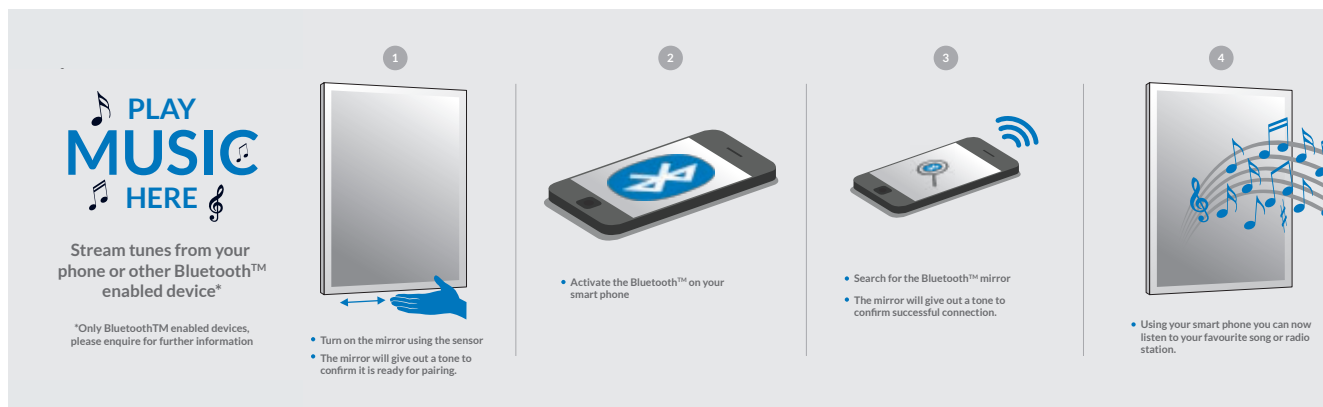 PLAY
MUSIC
HERE
Stream tunes from your
phone or other Bluetooth™
enabled device*
*Only BluetoothTM enabled devices,
please enquire for further information
1
• Turn on the mirror using the sensor
• The mirror will give out a tone to
confirm it is ready for pairing.
2
• Activate the Bluetooth™ on your
smart phone
3
• Search for the Bluetooth™ mirror
• The mirror will give out a tone to
confirm successful connection.
4
• Using your smart phone you can now
listen to your favourite song or radio
station.